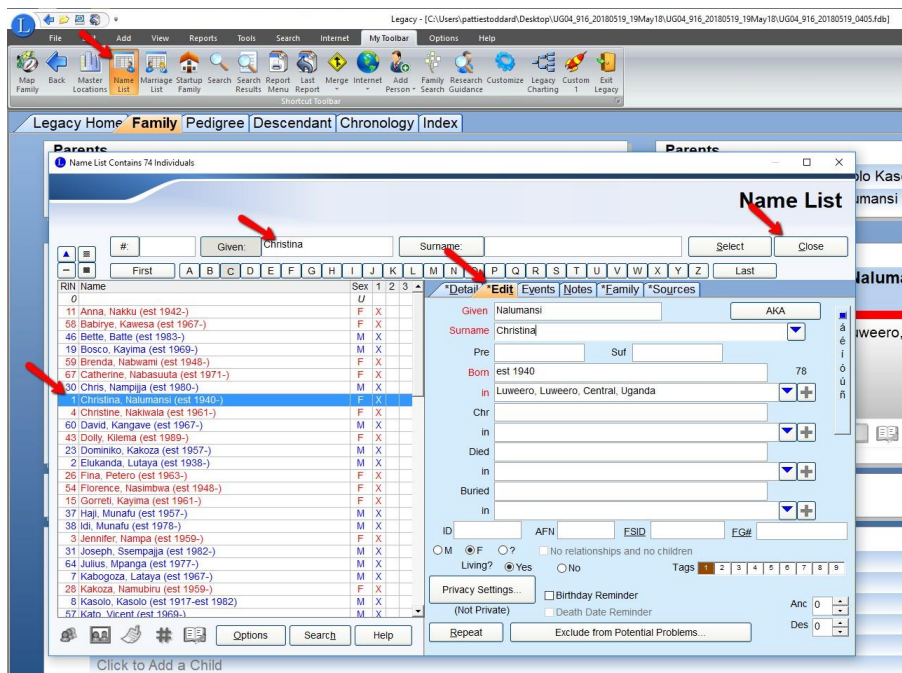 Legacy - [C:\Users\pattiestoddard\Desktop\UG04_916_20180519_19May18\UG04_916_20180519_19May18\UG04_916_20180519_0405.fdb]
File Add View Reports Tools Search Internet My Toolbar Options Help
Map Family Back Master Locations Name List Marriage List Startup Family Search Search Results Report Menu Last Report Merge Internet Add Person Family Search Research Guidance Customize Legacy Charting Custom 1 Exit Legacy
Shortcut Toolbar
Legacy Home Family Pedigree Descendant Chronology Index
Parents Parents
Name List Contains 74 Individuals
Name List
#: Given: Christina Surname: Select Close
First A B C D E F G H I J K L M N O P Q R S T U V W X Y Z Last
RIN Name Sex 1 2 3
0 U
11 Anna, Nakku (est 1942-) F X
58 Babirye, Kawesa (est 1967-) F X
46 Bette, Batte (est 1983-) M X
19 Bosco, Kayima (est 1969-) M X
59 Brenda, Nabwami (est 1948-) F X
67 Catherine, Nabasuuta (est 1971-) F X
30 Chris, Nampijja (est 1980-) M X
1 Christina, Nalumansi (est 1940-) F X
4 Christine, Nakiwala (est 1961-) F X
60 David, Kangave (est 1967-) M X
43 Dolly, Kilema (est 1989-) F X
23 Dominiko, Kakoza (est 1957-) M X
2 Elukanda, Lutaya (est 1938-) M X
26 Fina, Petero (est 1963-) F X
54 Florence, Nasimbwa (est 1948-) F X
15 Gorreti, Kayima (est 1961-) F X
37 Haji, Munafu (est 1957-) M X
38 Idi, Munafu (est 1978-) M X
3 Jennifer, Nampa (est 1959-) F X
31 Joseph, Ssempajja (est 1982-) M X
64 Julius, Mpanga (est 1977-) M X
7 Kabogoza, Lataya (est 1967-) M X
28 Kakoza, Namubiru (est 1959-) F X
8 Kasolo, Kasolo (est 1917-est 1982) M X
57 Kato, Vicent (est 1969-) M X
Options Search Help
*Detail *Edit Events Notes *Family *Sources
Given Nalumansi AKA
Surname Christina
Pre Suf
Born est 1940 78
in Luweero, Luweero, Central, Uganda
Chr
in
Died
in
Buried
in
á
é
í
ó
ú
ñ
ID AFN FSID FG#
M F ? No relationships and no children
Living? Yes No Tags 1 2 3 4 5 6 7 8 9
Privacy Settings...
(Not Private)
Birthday Reminder
Death Date Reminder
Anc 0
Des 0
Repeat Exclude from Potential Problems...
olo Kas
umansi
Naluma
uweero,
Click to Add a Child